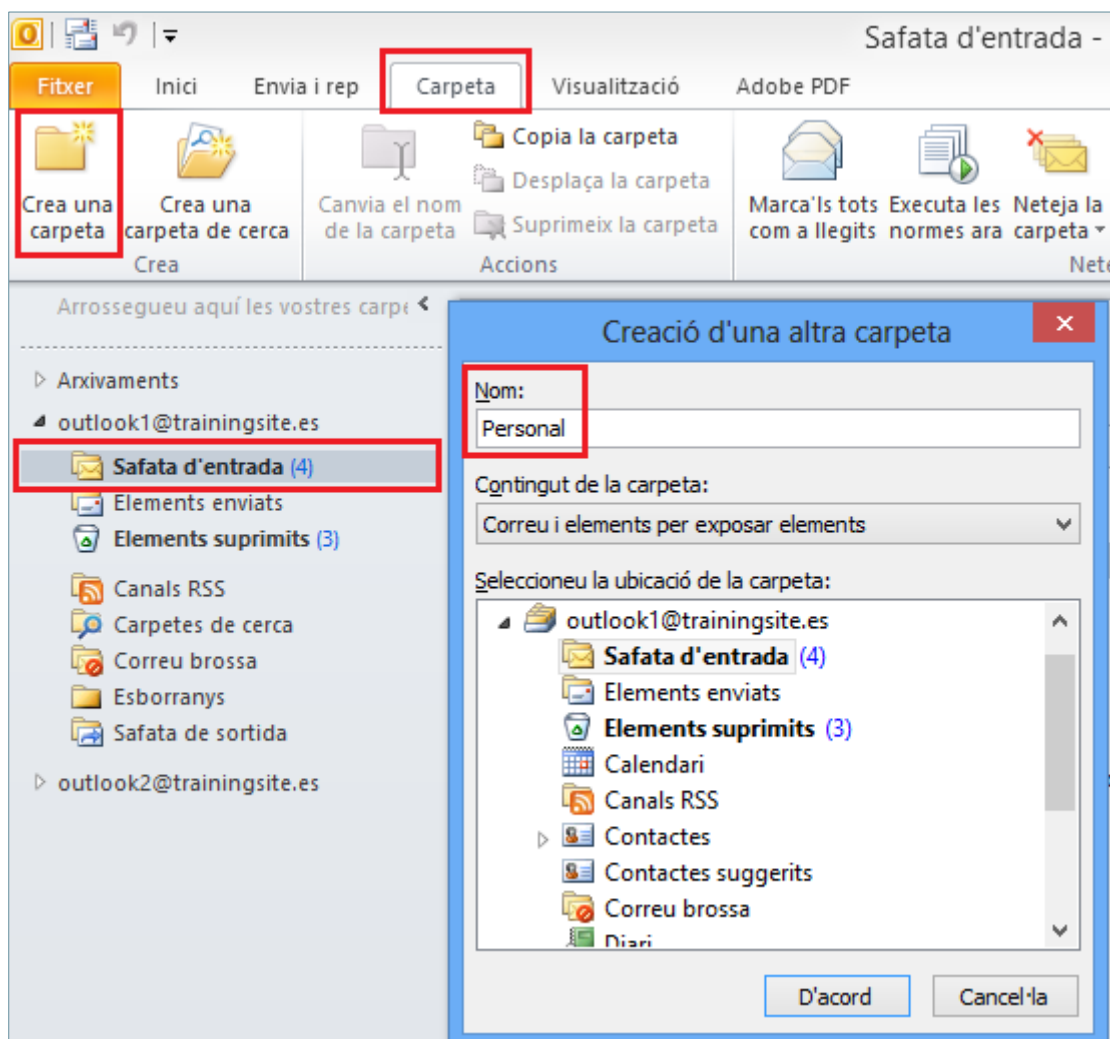 Safata d'entrada -
Fitxer Inici Envia i rep Carpeta Visualització Adobe PDF
Crea una carpeta
Crea una carpeta de cerca
Crea
Canvia el nom de la carpeta
Copia la carpeta
Desplaça la carpeta
Suprimeix la carpeta
Accions
Marca'ls tots com a llegits
Executa les normes ara
Neteja la carpeta
Arrossegueu aquí les vostres
Arxivaments
outlook1@trainingsite.es
Safata d'entrada (4)
Elements enviats
Elements suprimits (3)
Canals RSS
Carpetes de cerca
Correu brossa
Esborranys
Safata de sortida
outlook2@trainingsite.es
Creació d'una altra carpeta
Nom:
Personal
Contingut de la carpeta:
Correu i elements per exposar elements
Seleccioneu la ubicació de la carpeta:
outlook1@trainingsite.es
Safata d'entrada (4)
Elements enviats
Elements suprimits (3)
Calendari
Canals RSS
Contactes
Contactes suggerits
Correu brossa
Diari
D'acord
Cancel·la